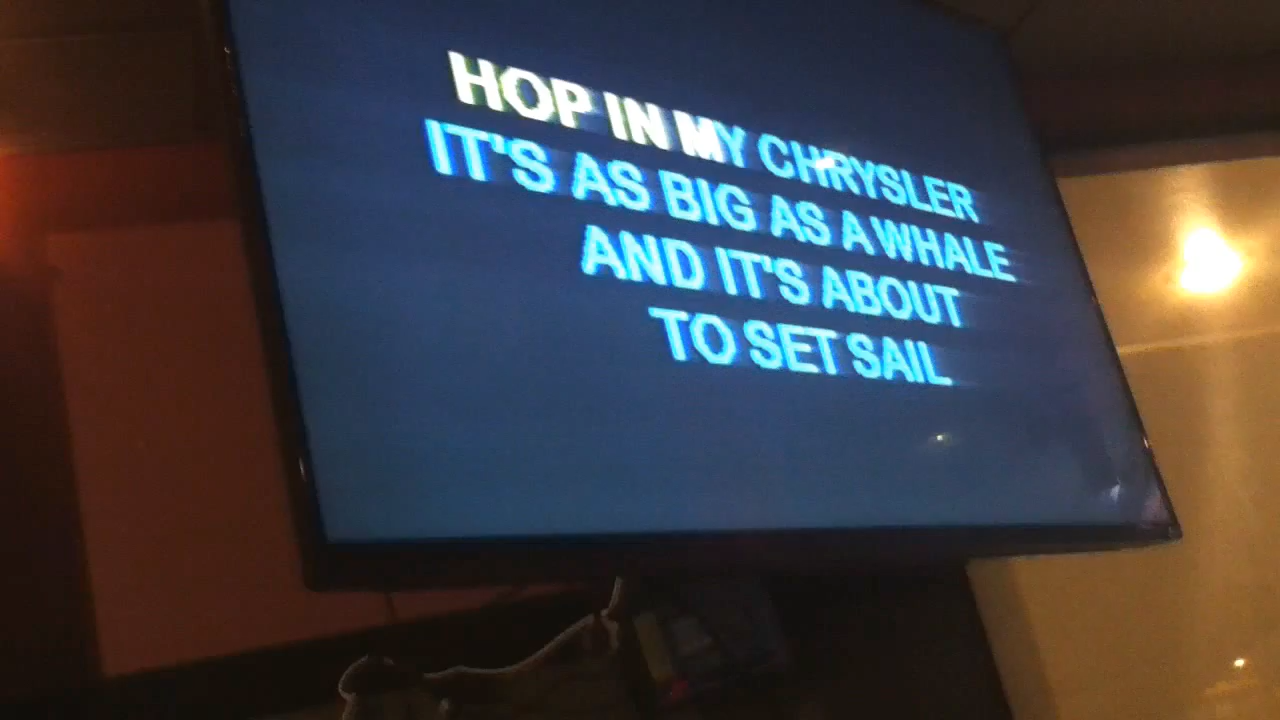 HOP IN MY CHRYSLER
IT'S AS BIG AS A WHALE
AND IT'S ABOUT
TO SET SAIL